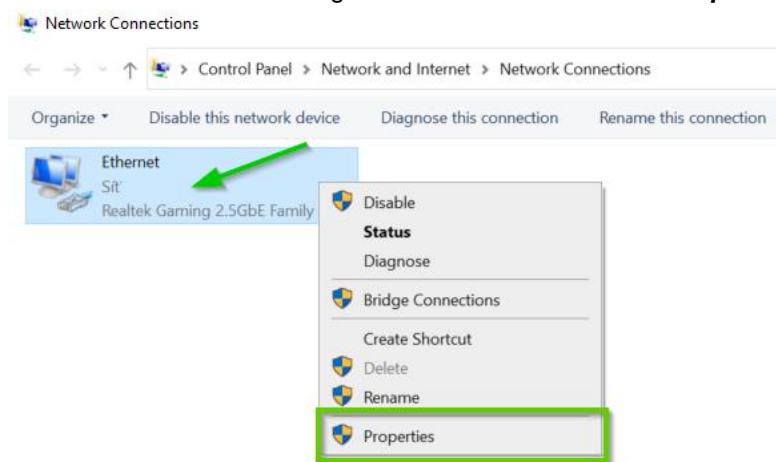 Network Connections
Control Panel > Network and Internet > Network Connections
Organize Disable this network device Diagnose this connection Rename this connection
Ethernet
Síť
Realtek Gaming 2.5GbE Family
Disable
Status
Diagnose
Bridge Connections
Create Shortcut
Delete
Rename
Properties